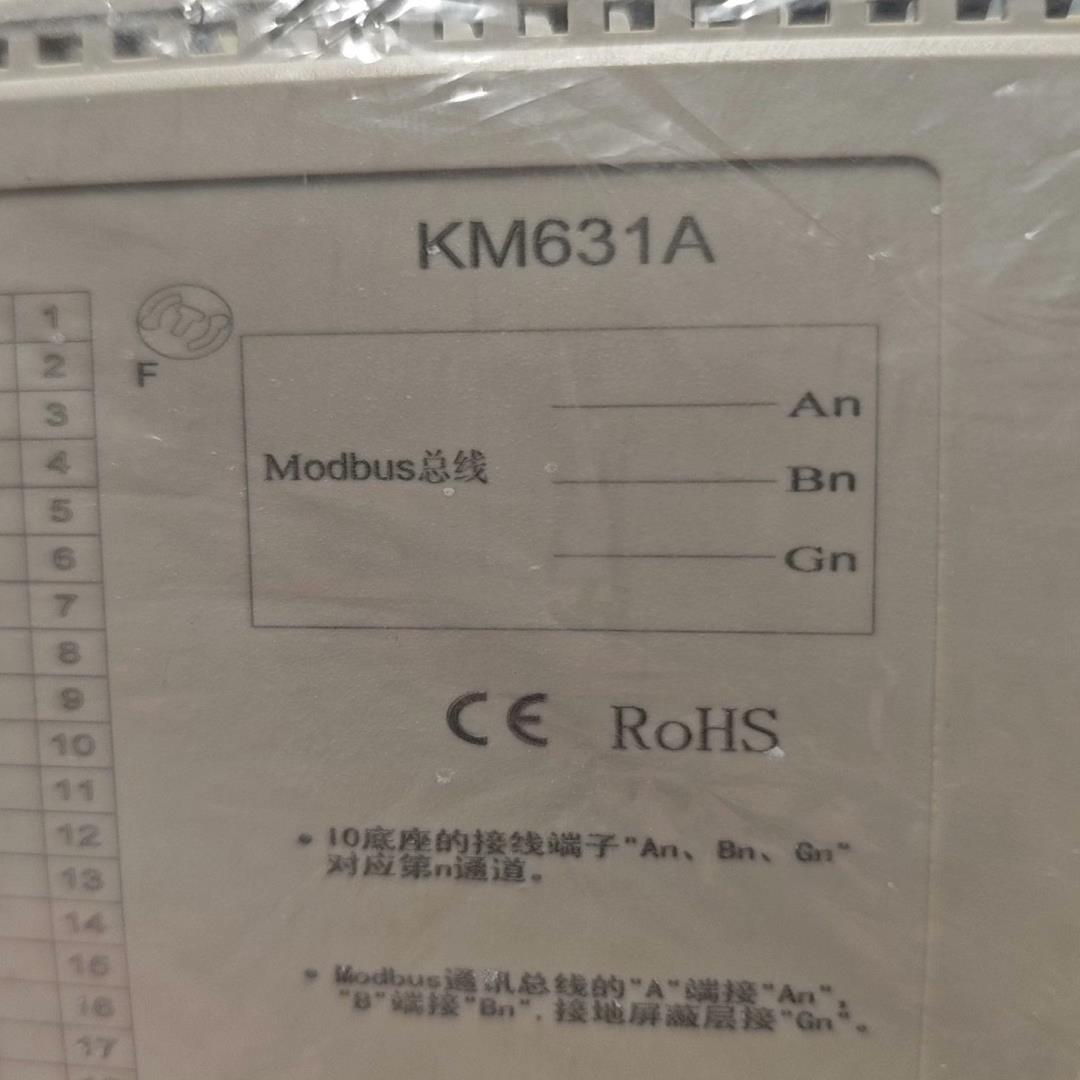 KM631A
F
1
2
3
4
5
6
7
8
9
10
11
12
13
14
15
16
17
An
Modbus总线
Bn
Gn
CE RoHS
• IO底座的接线端子"An、Bn、Gn"
对应第n通道。
• Modbus通讯总线的"A"端接"An",
"B"端接"Bn",接地屏蔽层接"Gn"。